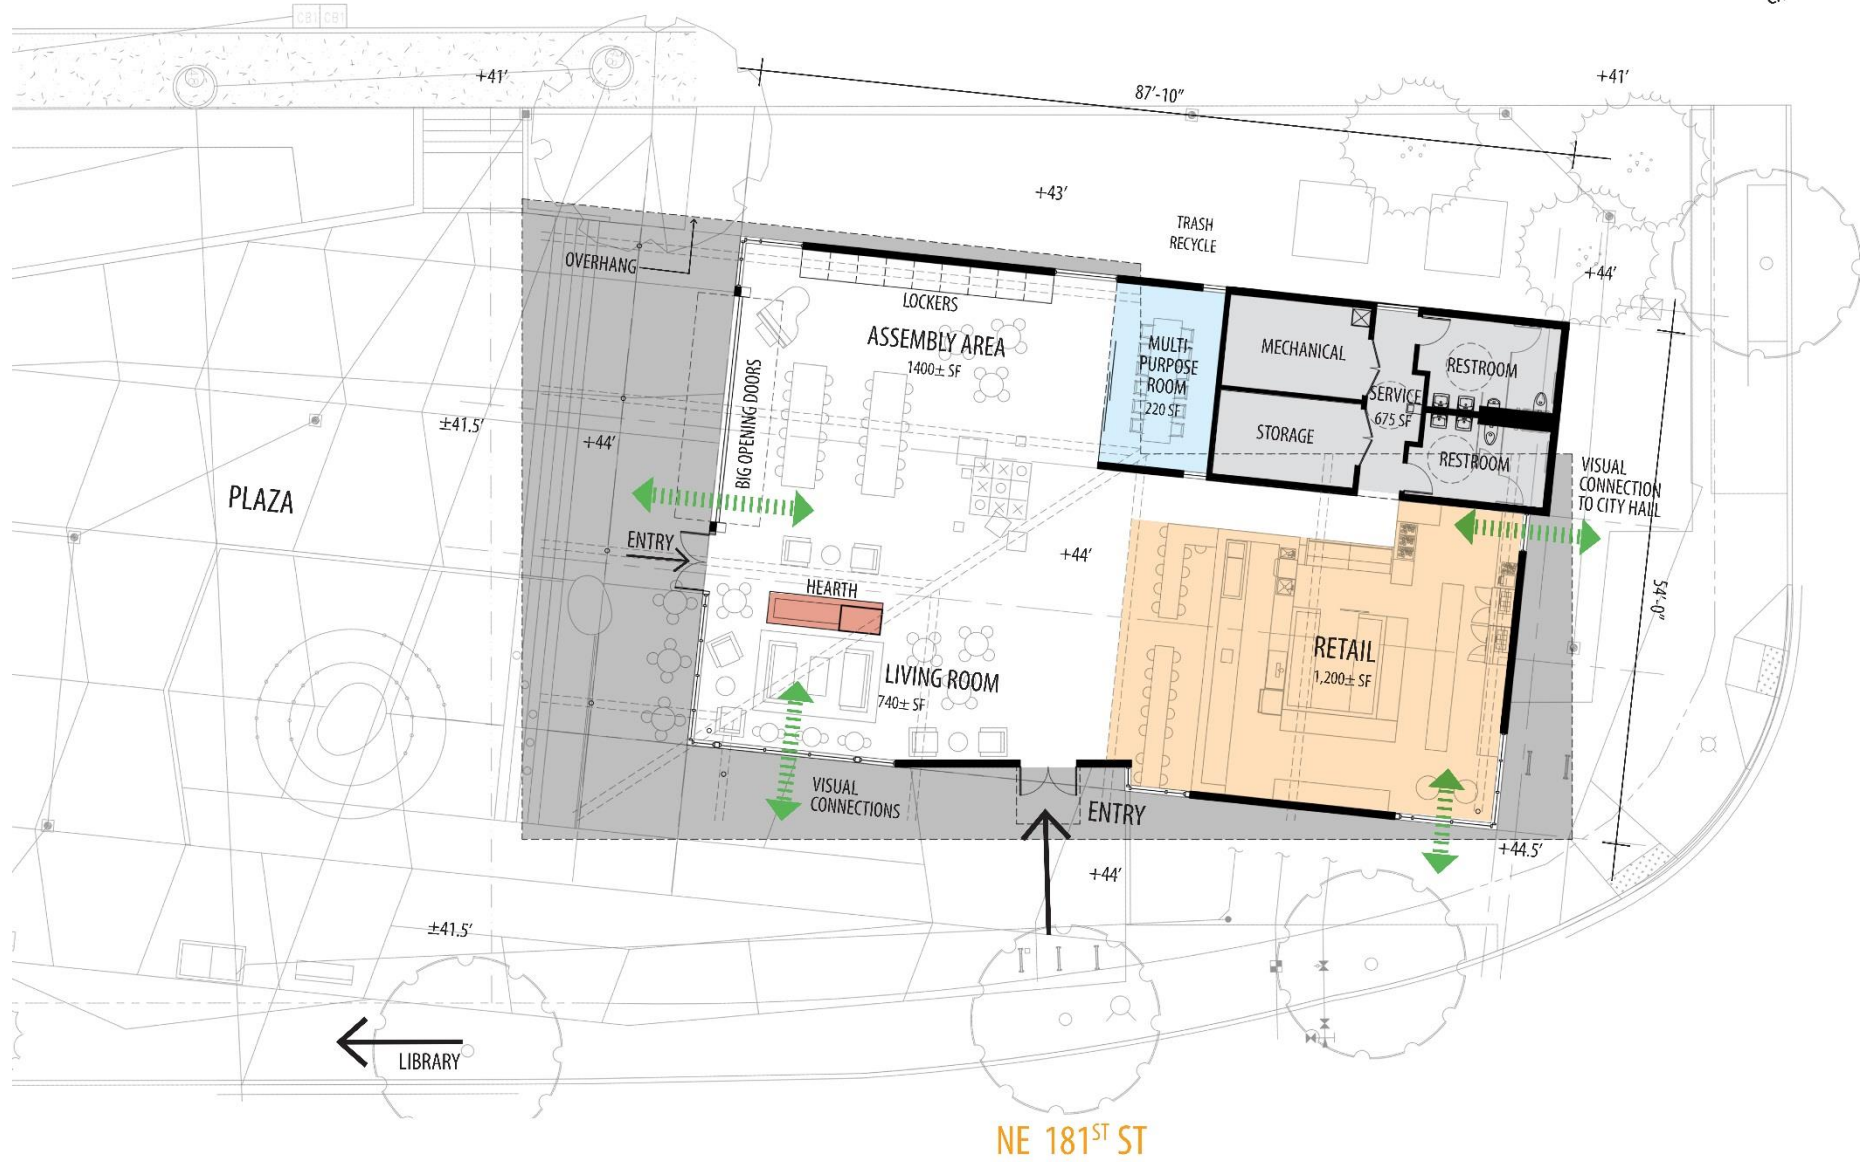 CB1 CB1
+41'
87'-10"
+41'
+43'
TRASH
RECYCLE
+44'
OVERHANG
LOCKERS
ASSEMBLY AREA
1400± SF
MULTI-
PURPOSE
ROOM
220 SF
MECHANICAL
RESTROOM
SERVICE
675 SF
STORAGE
RESTROOM
BIG OPENING DOORS
±41.5'
+44'
PLAZA
VISUAL
CONNECTION
TO CITY HALL
ENTRY
+44'
HEARTH
54'-0"
RETAIL
1,200± SF
LIVING ROOM
740± SF
VISUAL
CONNECTIONS
ENTRY
+44.5'
+44'
±41.5'
LIBRARY
NE 181ST ST